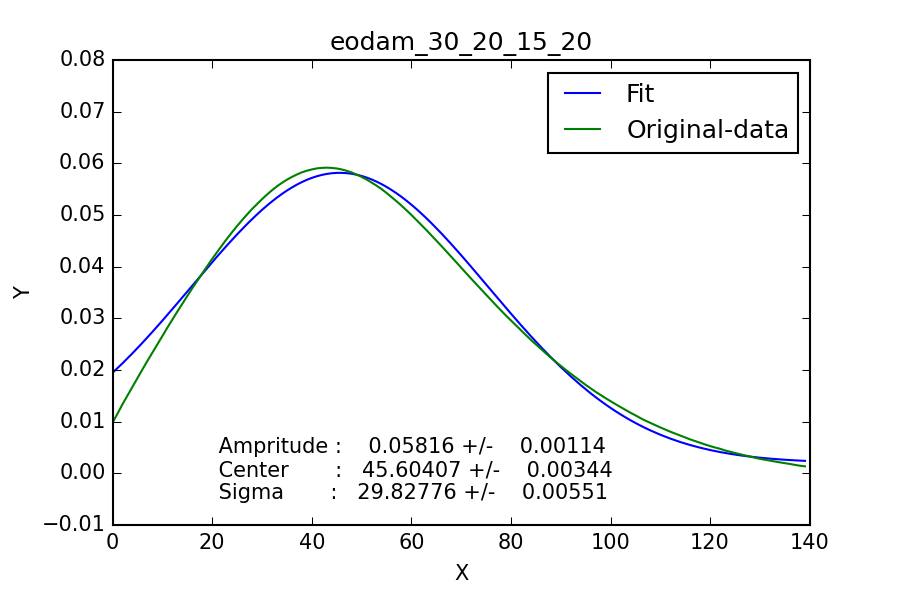 eodam_30_20_15_20
Fit
Original-data
0.08
0.07
0.06
0.05
0.04
0.03
0.02
0.01
0.00
−0.01
Y
Ampritude : 0.05816 +/- 0.00114
Center : 45.60407 +/- 0.00344
Sigma : 29.82776 +/- 0.00551
0 20 40 60 80 100 120 140
X